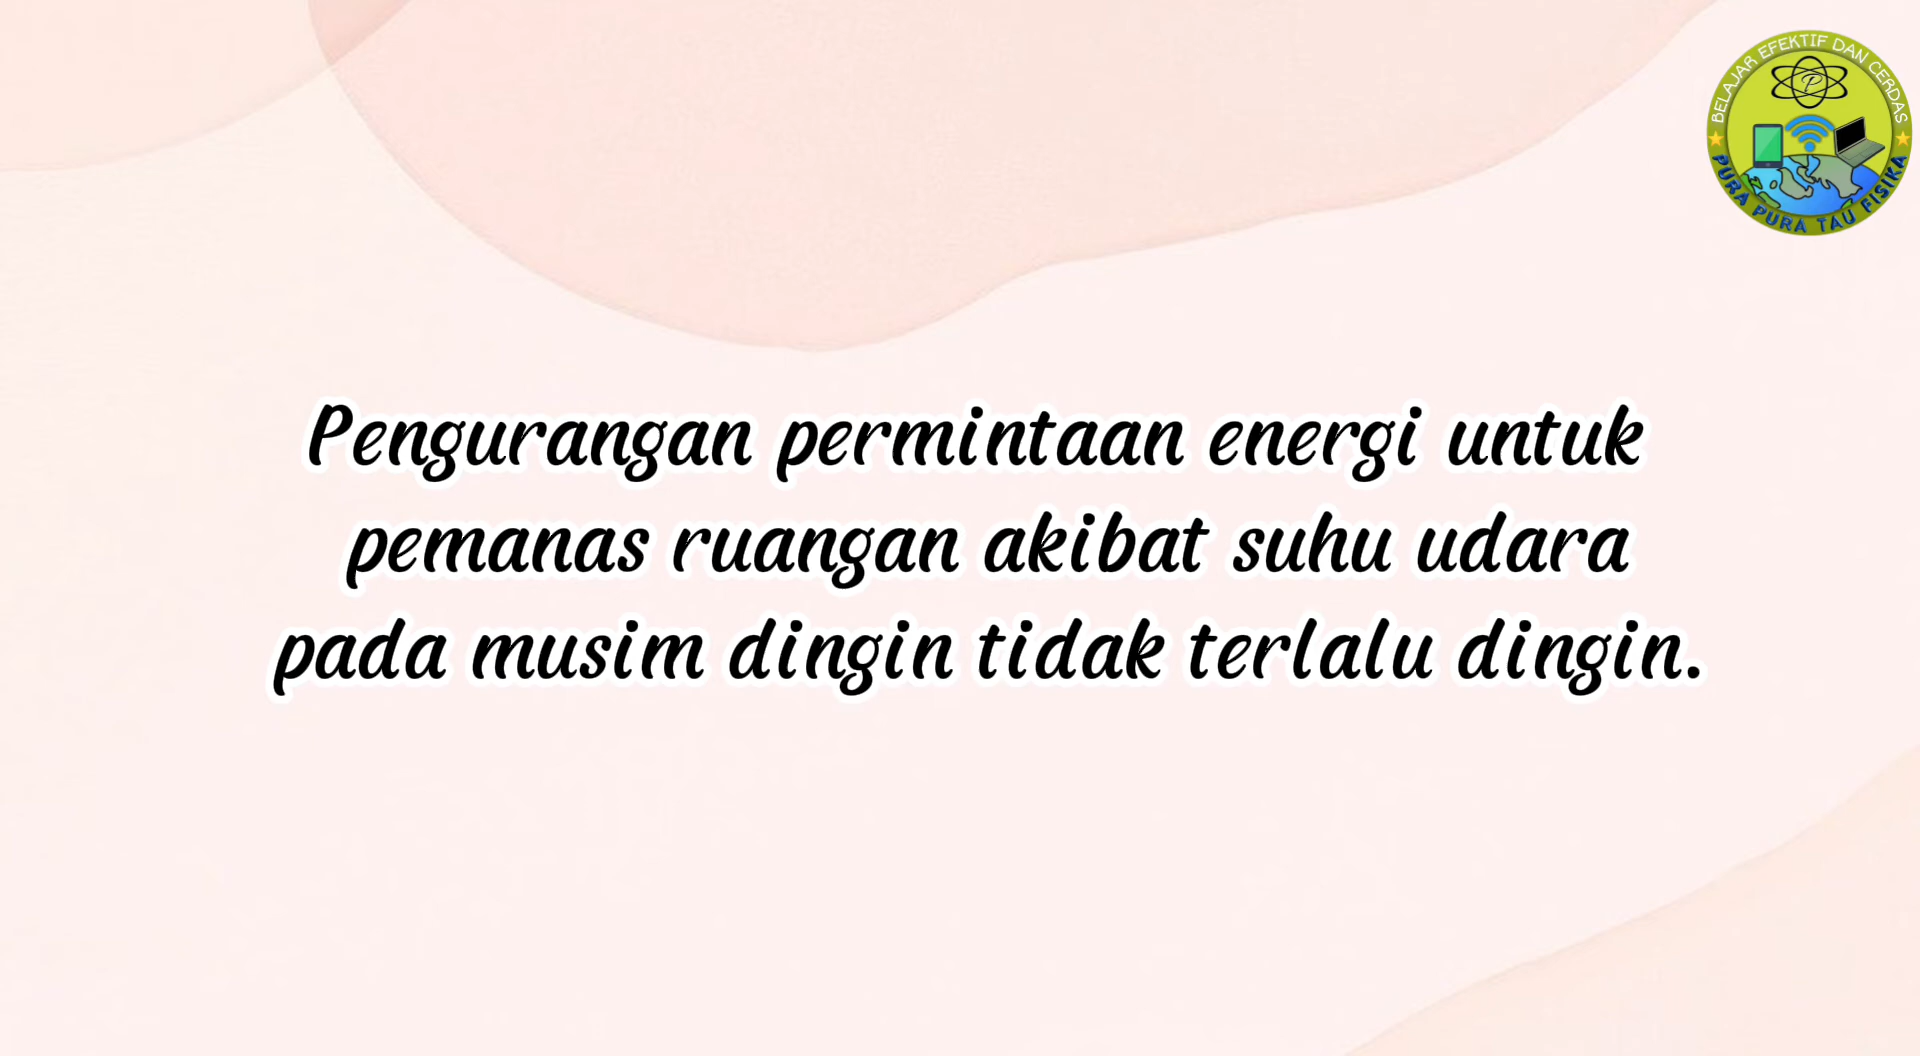 BELAJAR EFEKTIF DAN CERDAS
P
PURA PURA TAU FISIKA
Pengurangan permintaan energi untuk
pemanas ruangan akibat suhu udara
pada musim dingin tidak terlalu dingin.